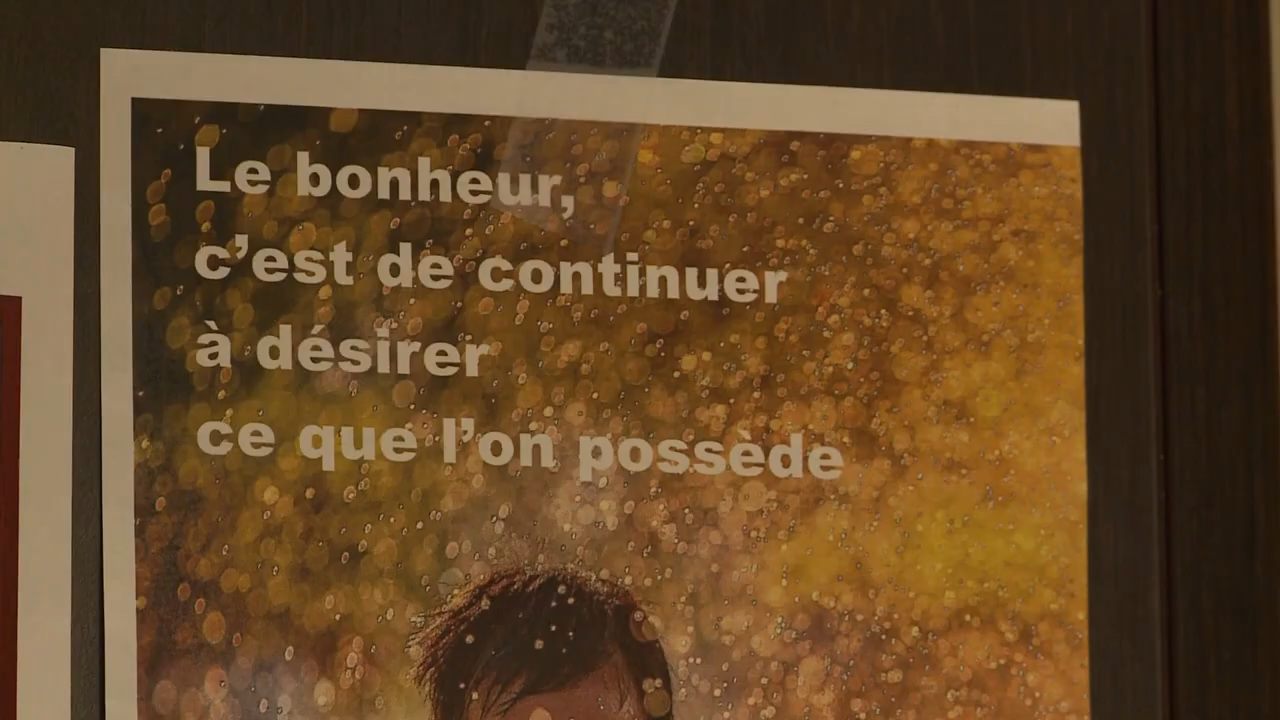 Le bonheur,
c’est de continuer
à désirer
ce que l’on possède